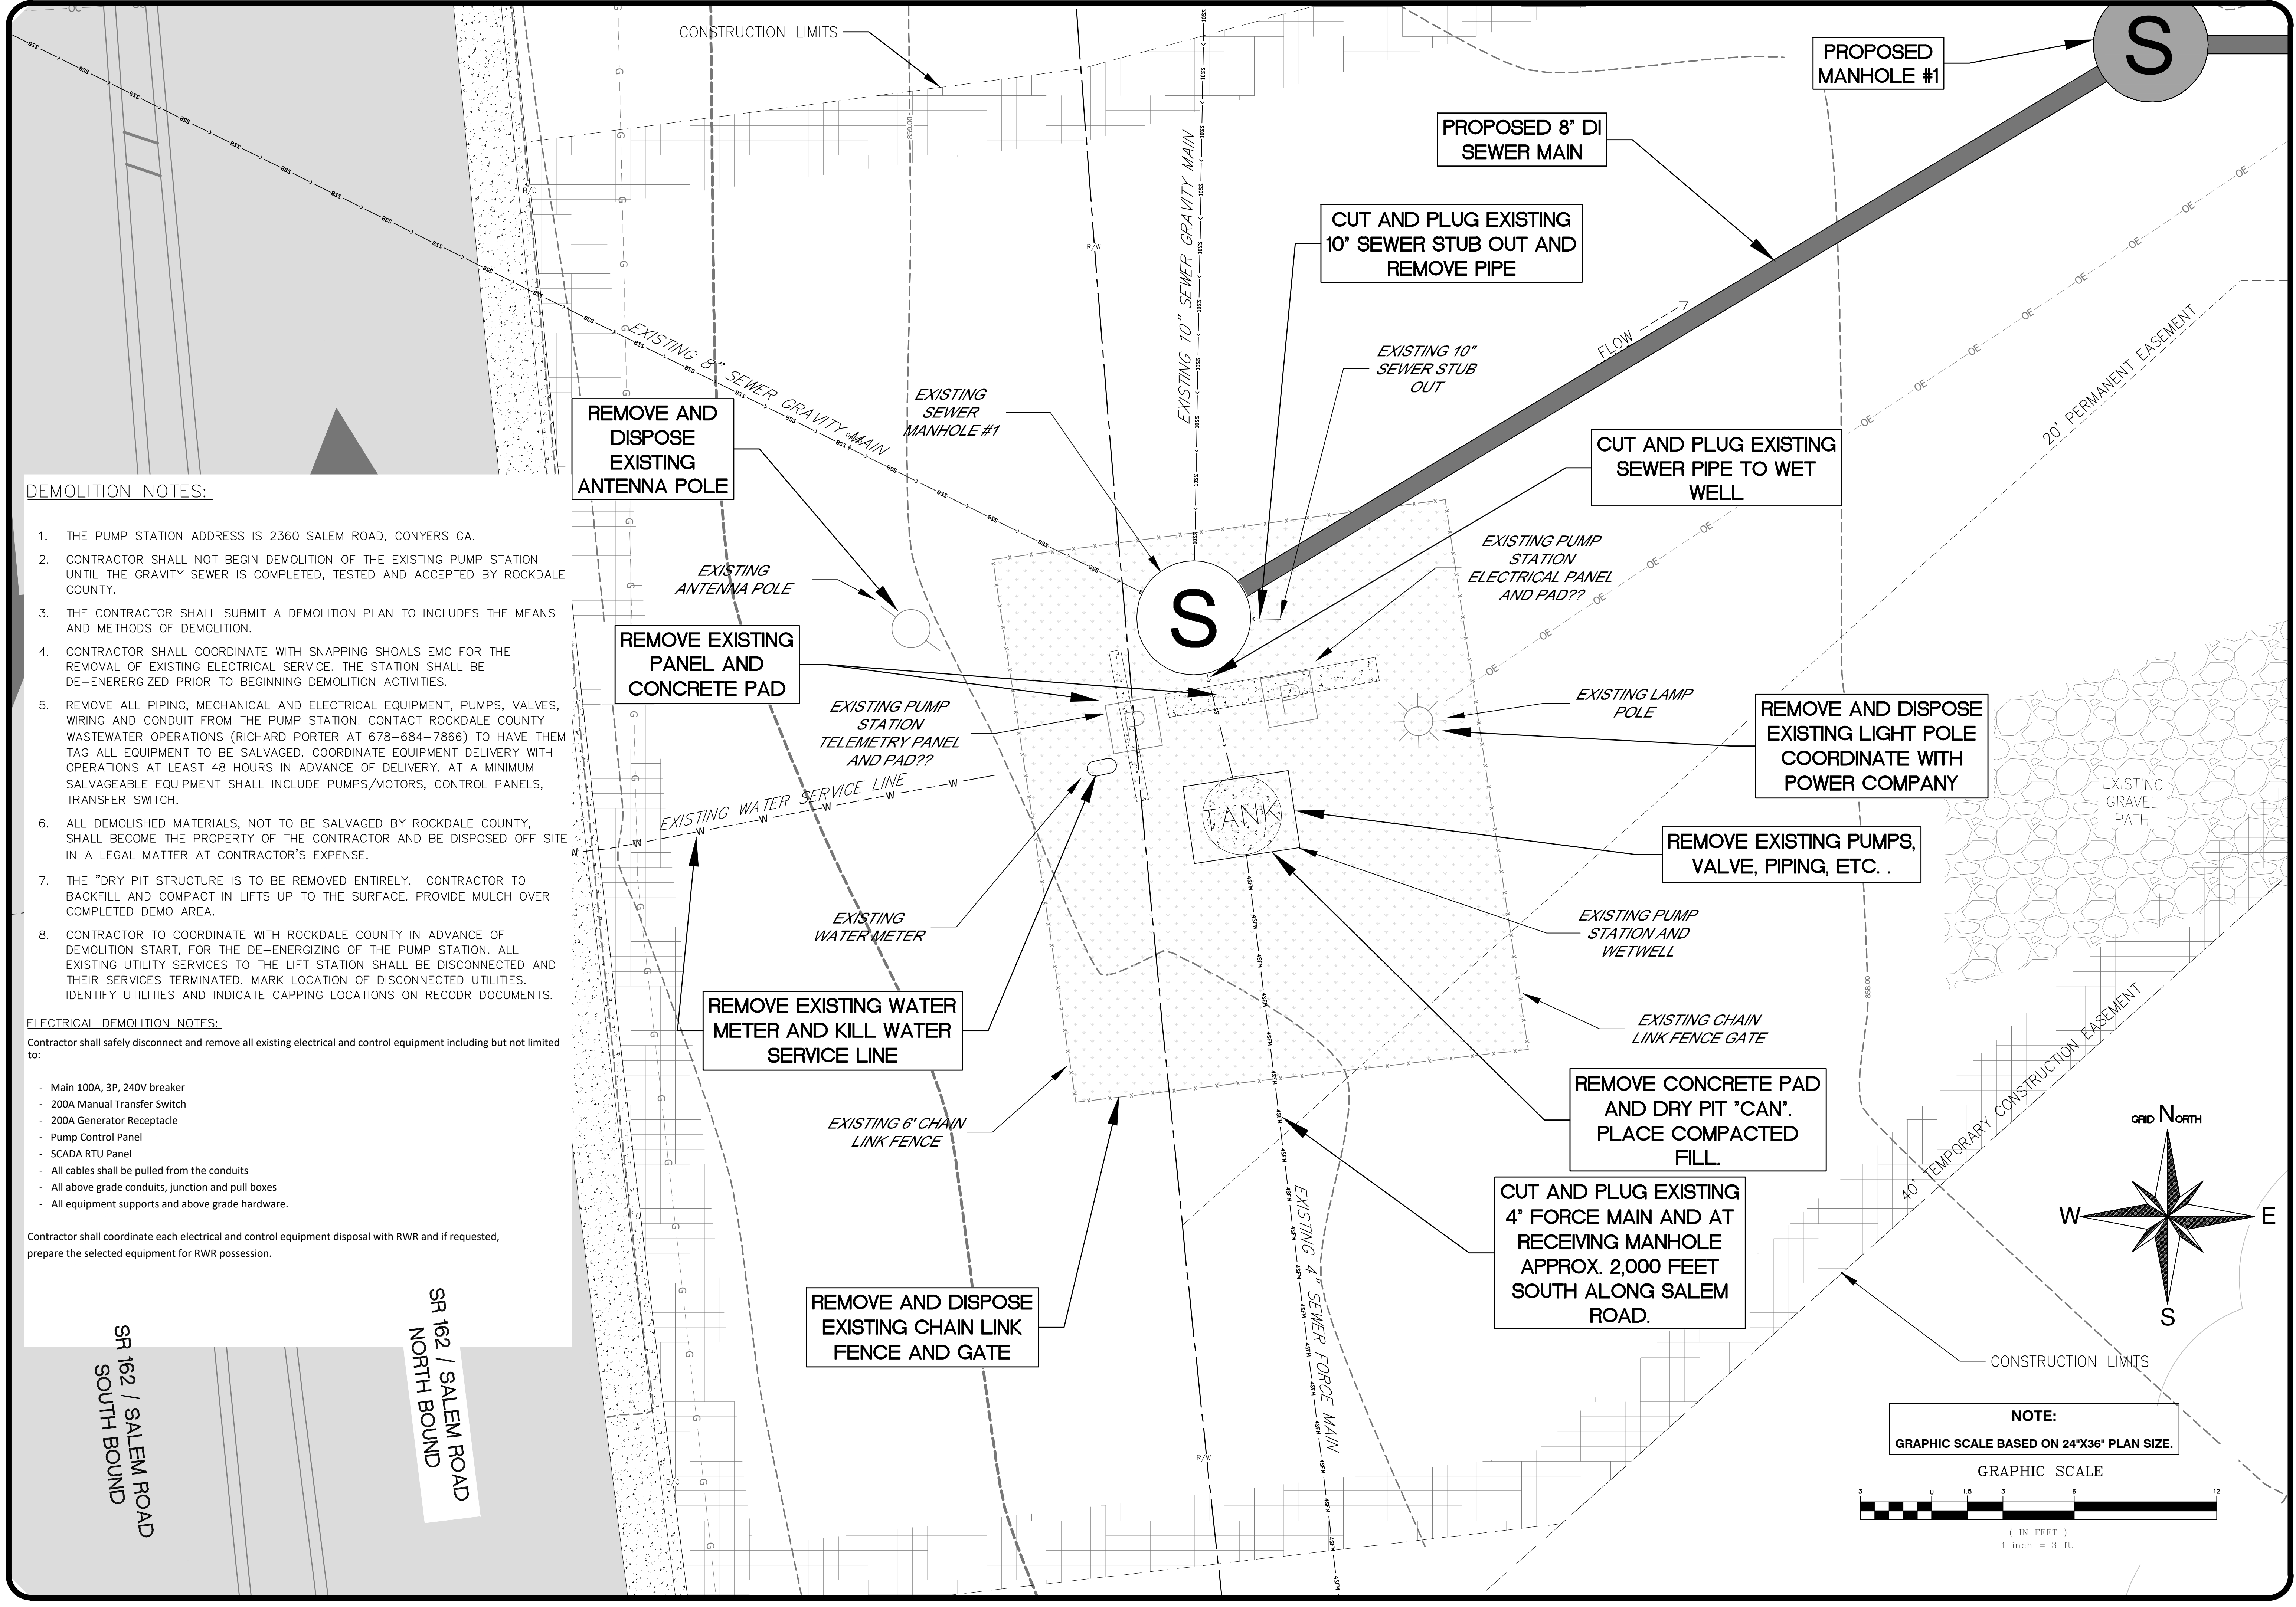 CONSTRUCTION LIMITS
PROPOSED
MANHOLE #1
S
PROPOSED 8" DI
SEWER MAIN
CUT AND PLUG EXISTING
10" SEWER STUB OUT AND
REMOVE PIPE
EXISTING 10" SEWER GRAVITY MAIN
R/W
859.00
B/C
EXISTING 8" SEWER GRAVITY MAIN
FLOW
EXISTING 10"
SEWER STUB
OUT
20' PERMANENT EASEMENT
EXISTING
SEWER
MANHOLE #1
REMOVE AND
DISPOSE
EXISTING
ANTENNA POLE
CUT AND PLUG EXISTING
SEWER PIPE TO WET
WELL
EXISTING
ANTENNA POLE
EXISTING PUMP
STATION
ELECTRICAL PANEL
AND PAD??
S
REMOVE EXISTING
PANEL AND
CONCRETE PAD
EXISTING PUMP
STATION
TELEMETRY PANEL
AND PAD??
P
P
EXISTING LAMP
POLE
REMOVE AND DISPOSE
EXISTING LIGHT POLE
COORDINATE WITH
POWER COMPANY
EXISTING
GRAVEL
PATH
EXISTING WATER SERVICE LINE
TANK
REMOVE EXISTING PUMPS,
VALVE, PIPING, ETC. .
EXISTING
WATER METER
EXISTING PUMP
STATION AND
WETWELL
REMOVE EXISTING WATER
METER AND KILL WATER
SERVICE LINE
EXISTING CHAIN
LINK FENCE GATE
858.00
EXISTING 6' CHAIN
LINK FENCE
REMOVE CONCRETE PAD
AND DRY PIT "CAN".
PLACE COMPACTED
FILL.
40' TEMPORARY CONSTRUCTION EASEMENT
CUT AND PLUG EXISTING
4" FORCE MAIN AND AT
RECEIVING MANHOLE
APPROX. 2,000 FEET
SOUTH ALONG SALEM
ROAD.
EXISTING 4" SEWER FORCE MAIN
REMOVE AND DISPOSE
EXISTING CHAIN LINK
FENCE AND GATE
R/W
B/C
DEMOLITION NOTES:
1. THE PUMP STATION ADDRESS IS 2360 SALEM ROAD, CONYERS GA.
2. CONTRACTOR SHALL NOT BEGIN DEMOLITION OF THE EXISTING PUMP STATION
UNTIL THE GRAVITY SEWER IS COMPLETED, TESTED AND ACCEPTED BY ROCKDALE
COUNTY.
3. THE CONTRACTOR SHALL SUBMIT A DEMOLITION PLAN TO INCLUDES THE MEANS
AND METHODS OF DEMOLITION.
4. CONTRACTOR SHALL COORDINATE WITH SNAPPING SHOALS EMC FOR THE
REMOVAL OF EXISTING ELECTRICAL SERVICE. THE STATION SHALL BE
DE-ENERERGIZED PRIOR TO BEGINNING DEMOLITION ACTIVITIES.
5. REMOVE ALL PIPING, MECHANICAL AND ELECTRICAL EQUIPMENT, PUMPS, VALVES,
WIRING AND CONDUIT FROM THE PUMP STATION. CONTACT ROCKDALE COUNTY
WASTEWATER OPERATIONS (RICHARD PORTER AT 678-684-7866) TO HAVE THEM
TAG ALL EQUIPMENT TO BE SALVAGED. COORDINATE EQUIPMENT DELIVERY WITH
OPERATIONS AT LEAST 48 HOURS IN ADVANCE OF DELIVERY. AT A MINIMUM
SALVAGEABLE EQUIPMENT SHALL INCLUDE PUMPS/MOTORS, CONTROL PANELS,
TRANSFER SWITCH.
6. ALL DEMOLISHED MATERIALS, NOT TO BE SALVAGED BY ROCKDALE COUNTY,
SHALL BECOME THE PROPERTY OF THE CONTRACTOR AND BE DISPOSED OFF SITE
IN A LEGAL MATTER AT CONTRACTOR'S EXPENSE.
7. THE "DRY PIT STRUCTURE IS TO BE REMOVED ENTIRELY. CONTRACTOR TO
BACKFILL AND COMPACT IN LIFTS UP TO THE SURFACE. PROVIDE MULCH OVER
COMPLETED DEMO AREA.
8. CONTRACTOR TO COORDINATE WITH ROCKDALE COUNTY IN ADVANCE OF
DEMOLITION START, FOR THE DE-ENERGIZING OF THE PUMP STATION. ALL
EXISTING UTILITY SERVICES TO THE LIFT STATION SHALL BE DISCONNECTED AND
THEIR SERVICES TERMINATED. MARK LOCATION OF DISCONNECTED UTILITIES.
IDENTIFY UTILITIES AND INDICATE CAPPING LOCATIONS ON RECODR DOCUMENTS.
ELECTRICAL DEMOLITION NOTES:
Contractor shall safely disconnect and remove all existing electrical and control equipment including but not limited
to:
- Main 100A, 3P, 240V breaker
- 200A Manual Transfer Switch
- 200A Generator Receptacle
- Pump Control Panel
- SCADA RTU Panel
- All cables shall be pulled from the conduits
- All above grade conduits, junction and pull boxes
- All equipment supports and above grade hardware.
Contractor shall coordinate each electrical and control equipment disposal with RWR and if requested,
prepare the selected equipment for RWR possession.
SR 162 / SALEM ROAD
SOUTH BOUND
SR 162 / SALEM ROAD
NORTH BOUND
GRID NORTH
W
E
S
CONSTRUCTION LIMITS
NOTE:
GRAPHIC SCALE BASED ON 24"X36" PLAN SIZE.
GRAPHIC SCALE
3 0 1.5 3 6 12
( IN FEET )
1 inch = 3 ft.